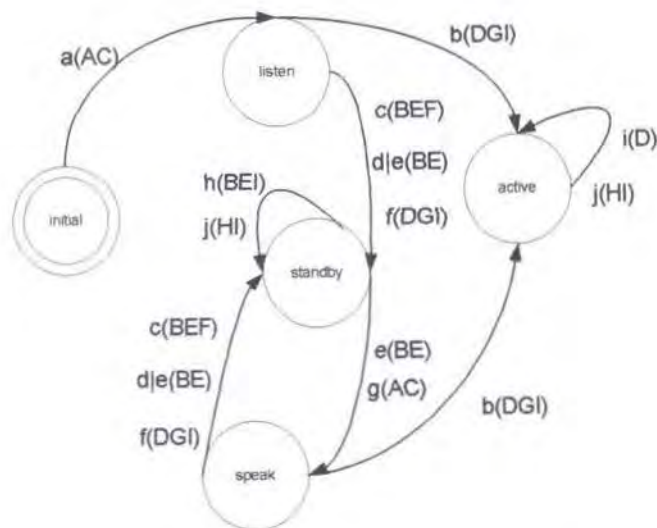 a(AC)
b(DGI)
listen
c(BEF)
i(D)
d|e(BE)
h(BEI)
active
j(HI)
initial
j(HI)
f(DGI)
standby
c(BEF)
e(BE)
d|e(BE)
g(AC)
b(DGI)
f(DGI)
speak